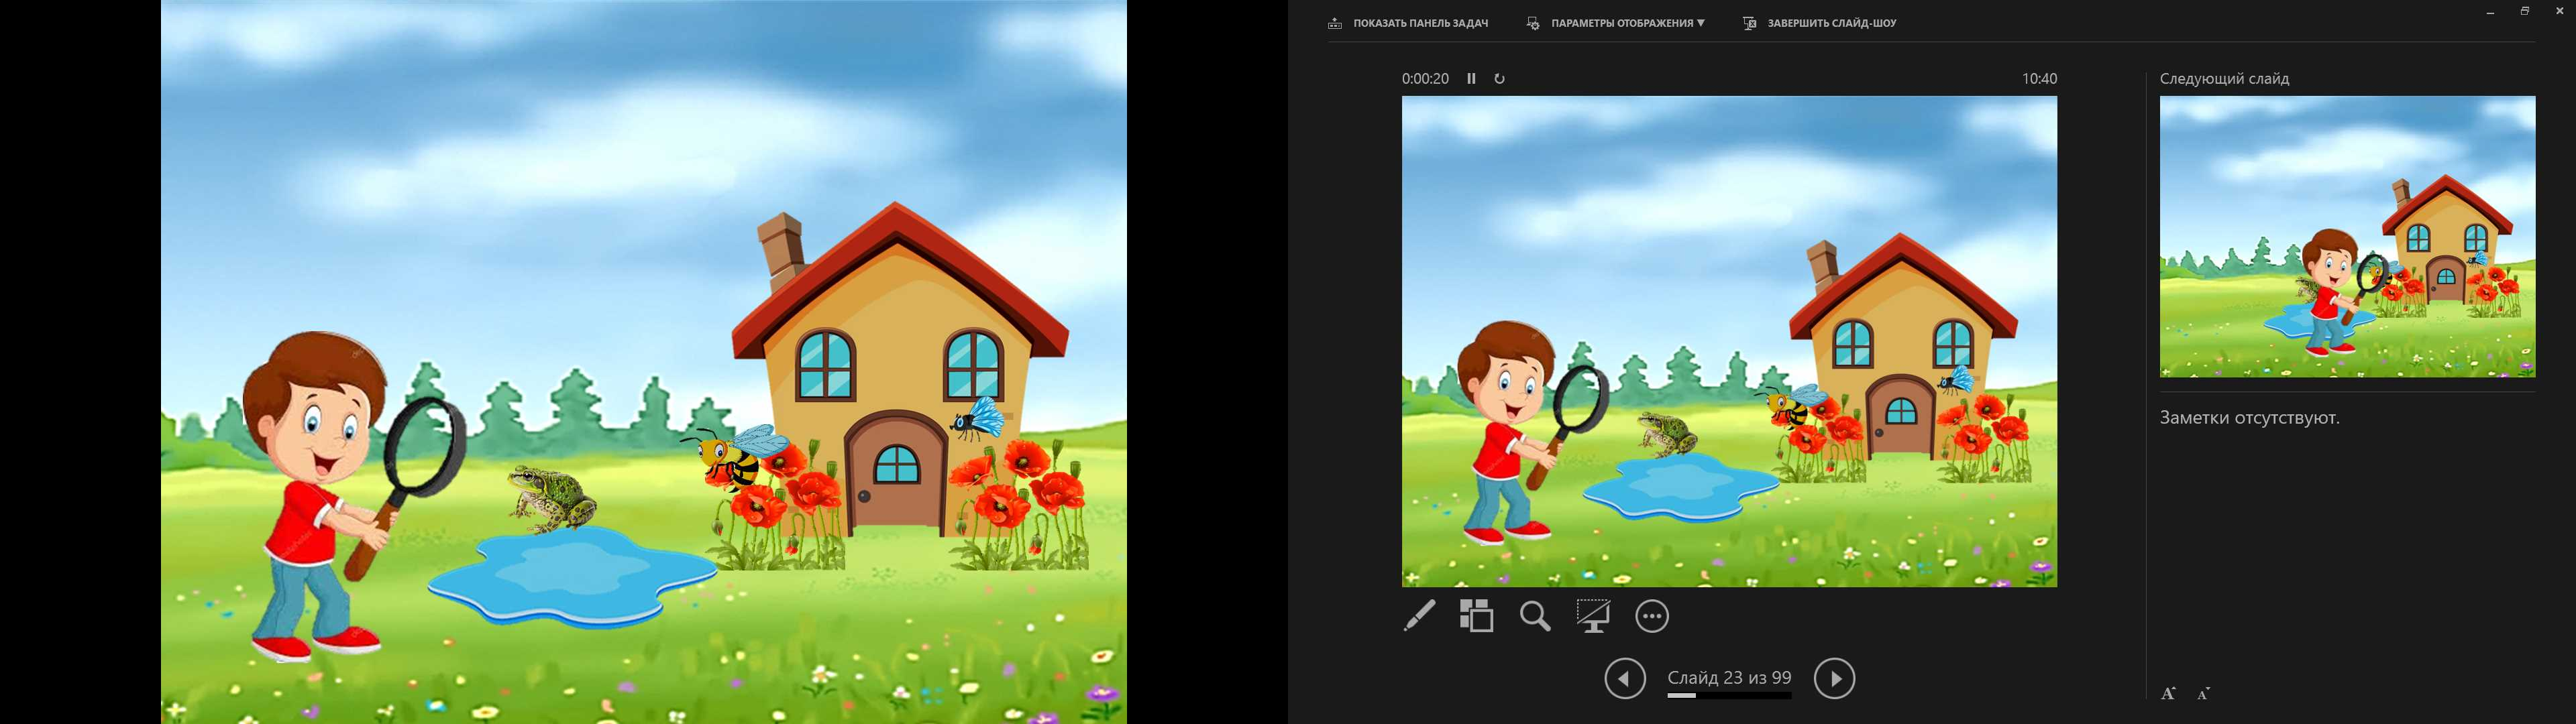 ПОКАЗАТЬ ПАНЕЛЬ ЗАДАЧ ПАРАМЕТРЫ ОТОБРАЖЕНИЯ ▼ ЗАВЕРШИТЬ СЛАЙД-ШОУ
0:00:20 10:40
Следующий слайд
Заметки отсутствуют.
Слайд 23 из 99
A A